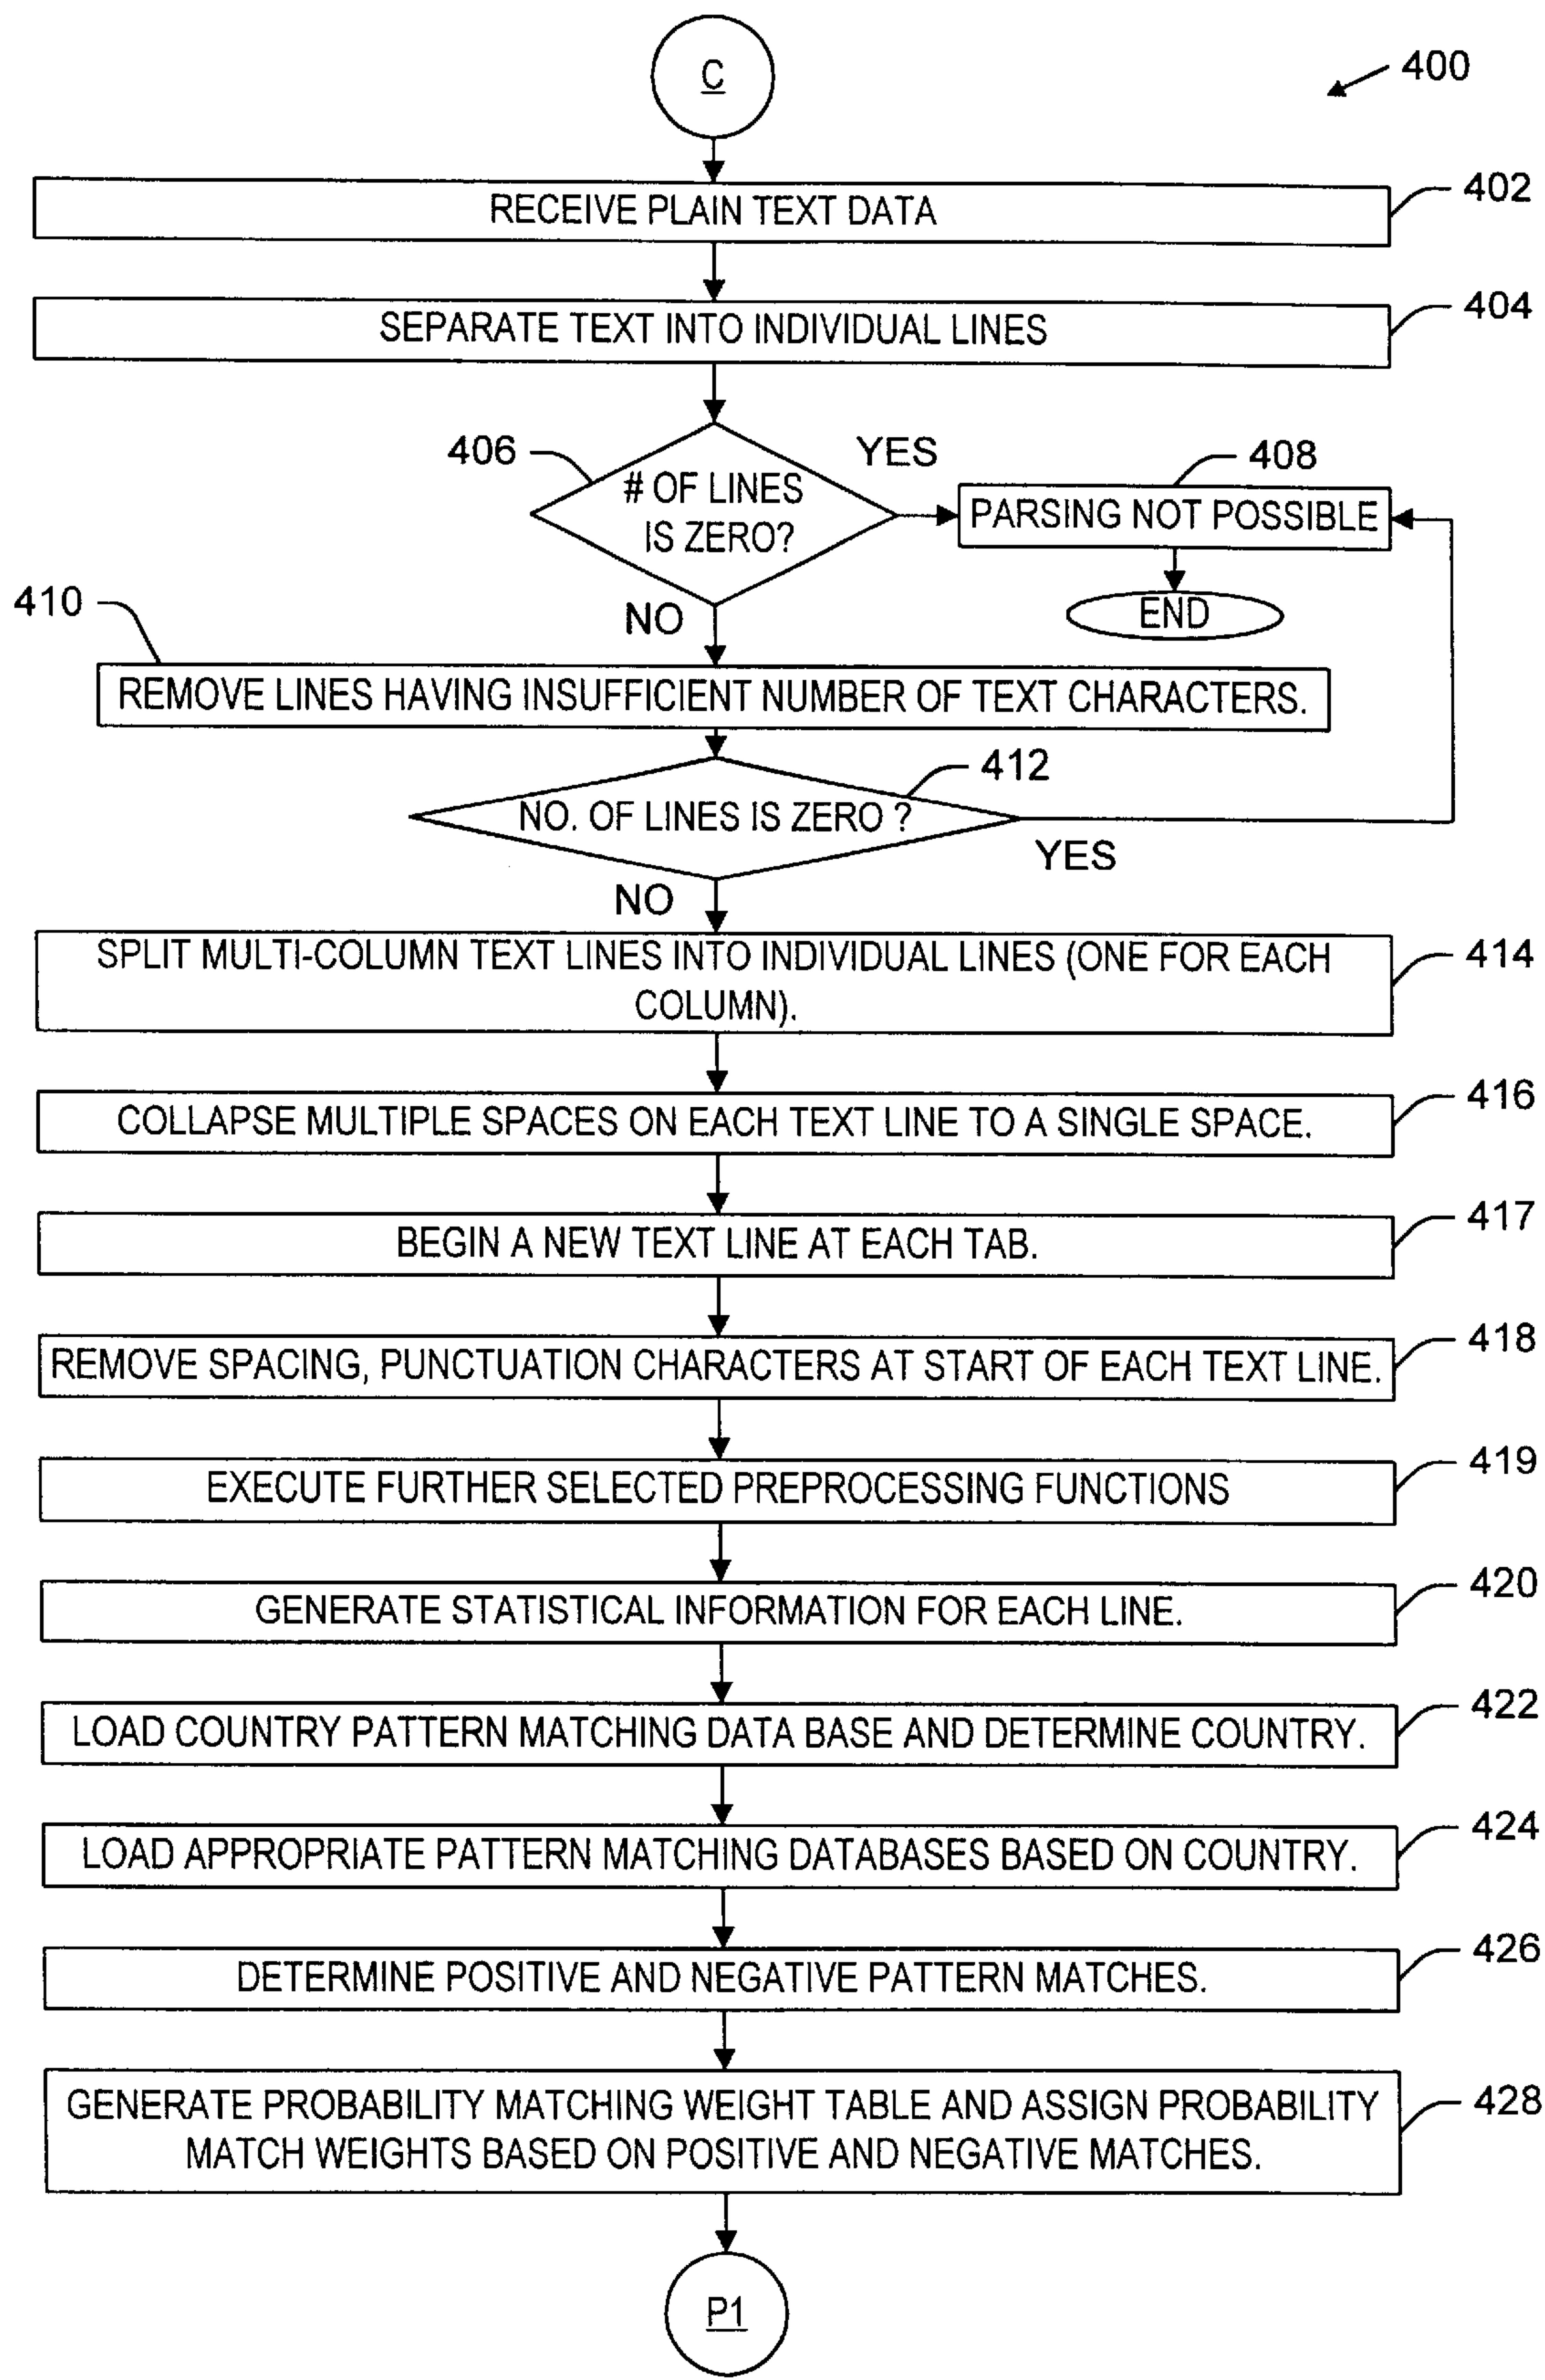 C
400
RECEIVE PLAIN TEXT DATA
402
SEPARATE TEXT INTO INDIVIDUAL LINES
404
406
# OF LINES
IS ZERO?
YES
408
PARSING NOT POSSIBLE
END
NO
410
REMOVE LINES HAVING INSUFFICIENT NUMBER OF TEXT CHARACTERS.
412
NO. OF LINES IS ZERO ?
YES
NO
SPLIT MULTI-COLUMN TEXT LINES INTO INDIVIDUAL LINES (ONE FOR EACH
COLUMN).
414
COLLAPSE MULTIPLE SPACES ON EACH TEXT LINE TO A SINGLE SPACE.
416
BEGIN A NEW TEXT LINE AT EACH TAB.
417
REMOVE SPACING, PUNCTUATION CHARACTERS AT START OF EACH TEXT LINE.
418
EXECUTE FURTHER SELECTED PREPROCESSING FUNCTIONS
419
GENERATE STATISTICAL INFORMATION FOR EACH LINE.
420
LOAD COUNTRY PATTERN MATCHING DATA BASE AND DETERMINE COUNTRY.
422
LOAD APPROPRIATE PATTERN MATCHING DATABASES BASED ON COUNTRY.
424
DETERMINE POSITIVE AND NEGATIVE PATTERN MATCHES.
426
GENERATE PROBABILITY MATCHING WEIGHT TABLE AND ASSIGN PROBABILITY
MATCH WEIGHTS BASED ON POSITIVE AND NEGATIVE MATCHES.
428
P1